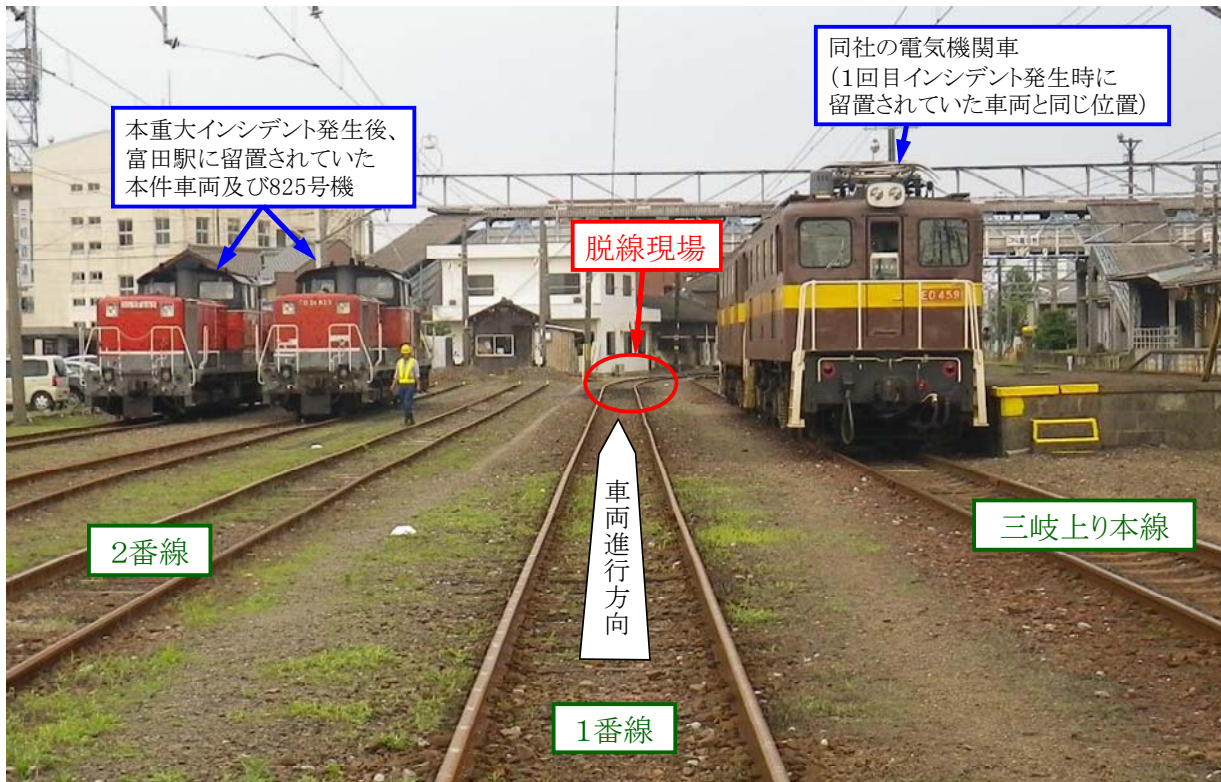 同社の電気機関車
(1回目インシデント発生時に
留置されていた車両と同じ位置)
本重大インシデント発生後、
富田駅に留置されていた
本件車両及び825号機
脱線現場
ED459
2番線
車両進行方向
三岐上り本線
1番線